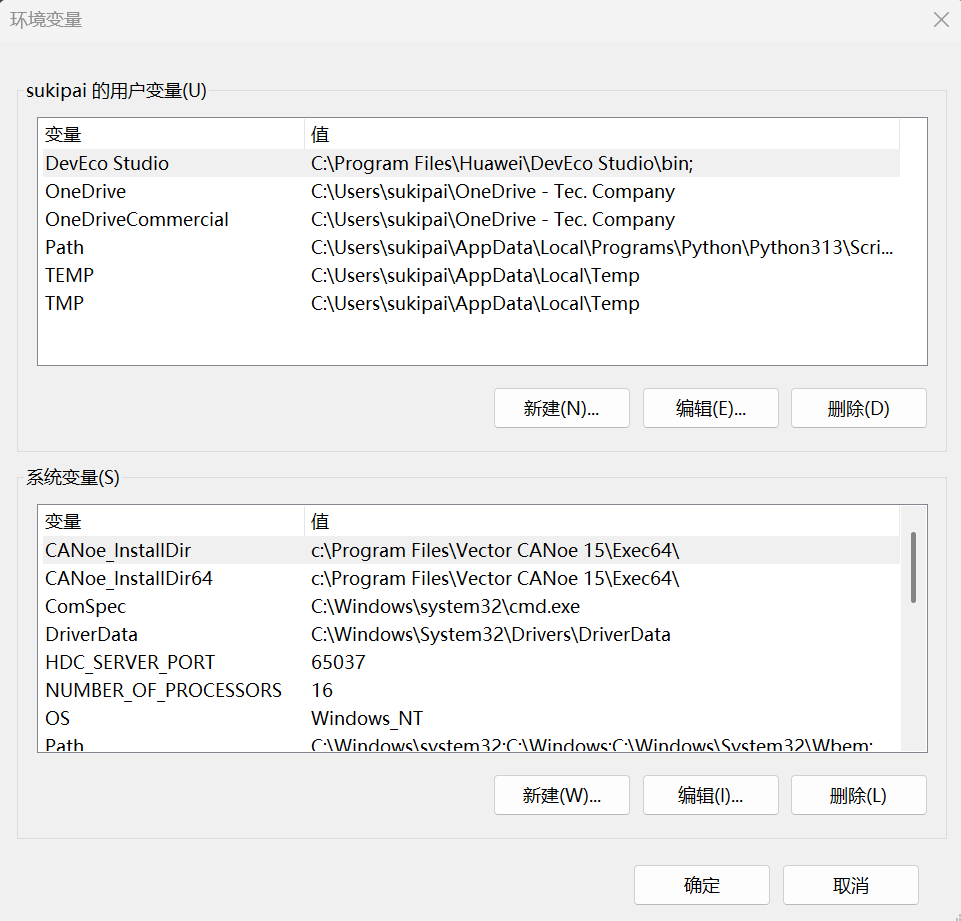 环境变量
sukipai 的用户变量(U)
变量 值
DevEco Studio C:\Program Files\Huawei\DevEco Studio\bin;
OneDrive C:\Users\sukipai\OneDrive - Tec. Company
OneDriveCommercial C:\Users\sukipai\OneDrive - Tec. Company
Path C:\Users\sukipai\AppData\Local\Programs\Python\Python313\Scri...
TEMP C:\Users\sukipai\AppData\Local\Temp
TMP C:\Users\sukipai\AppData\Local\Temp
新建(N)... 编辑(E)... 删除(D)
系统变量(S)
变量 值
CANoe_InstallDir c:\Program Files\Vector CANoe 15\Exec64\
CANoe_InstallDir64 c:\Program Files\Vector CANoe 15\Exec64\
ComSpec C:\Windows\system32\cmd.exe
DriverData C:\Windows\System32\Drivers\DriverData
HDC_SERVER_PORT 65037
NUMBER_OF_PROCESSORS 16
OS Windows_NT
Path C:\Windows\system32;C:\Windows;C:\Windows\System32\Wbem;
新建(W)... 编辑(I)... 删除(L)
确定 取消